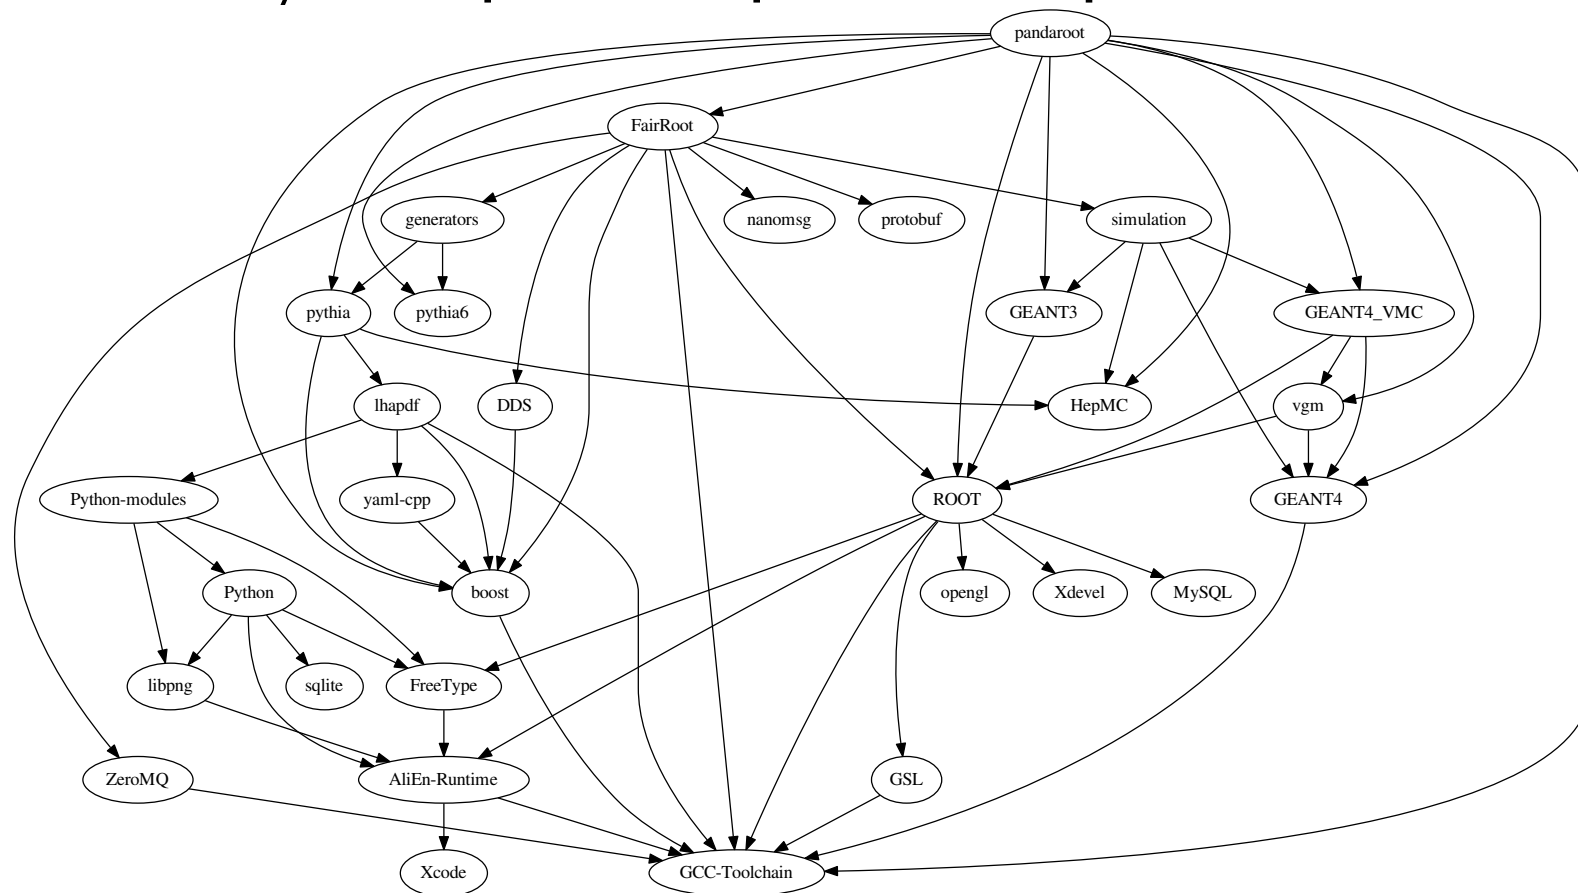 pandaroot
FairRoot
generators
nanomsg
protobuf
simulation
pythia
pythia6
GEANT3
GEANT4_VMC
lhapdf
DDS
HepMC
vgm
Python-modules
yaml-cpp
ROOT
GEANT4
Python
boost
opengl
Xdevel
MySQL
libpng
sqlite
FreeType
ZeroMQ
AliEn-Runtime
GSL
Xcode
GCC-Toolchain